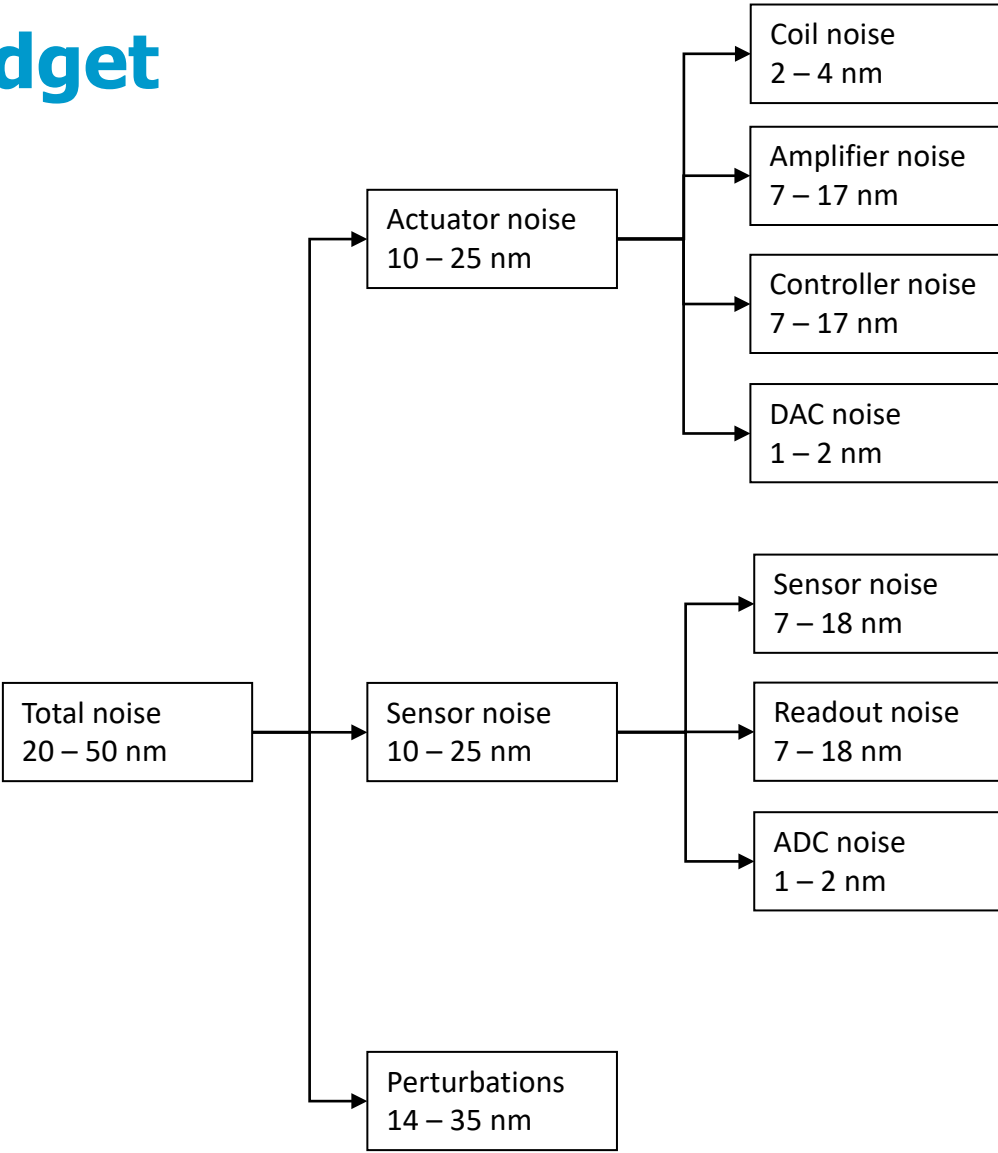 dget
Coil noise
2 – 4 nm
Amplifier noise
7 – 17 nm
Actuator noise
10 – 25 nm
Controller noise
7 – 17 nm
DAC noise
1 – 2 nm
Sensor noise
7 – 18 nm
Total noise
20 – 50 nm
Sensor noise
10 – 25 nm
Readout noise
7 – 18 nm
ADC noise
1 – 2 nm
Perturbations
14 – 35 nm